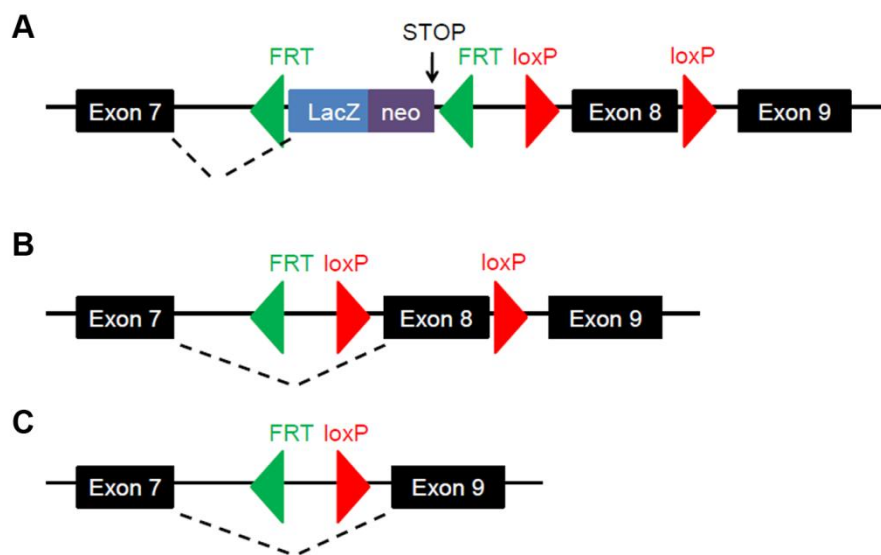 A
STOP
FRT FRT loxP loxP
Exon 7 LacZ neo Exon 8 Exon 9
B
FRT loxP loxP
Exon 7 Exon 8 Exon 9
C
FRT loxP
Exon 7 Exon 9